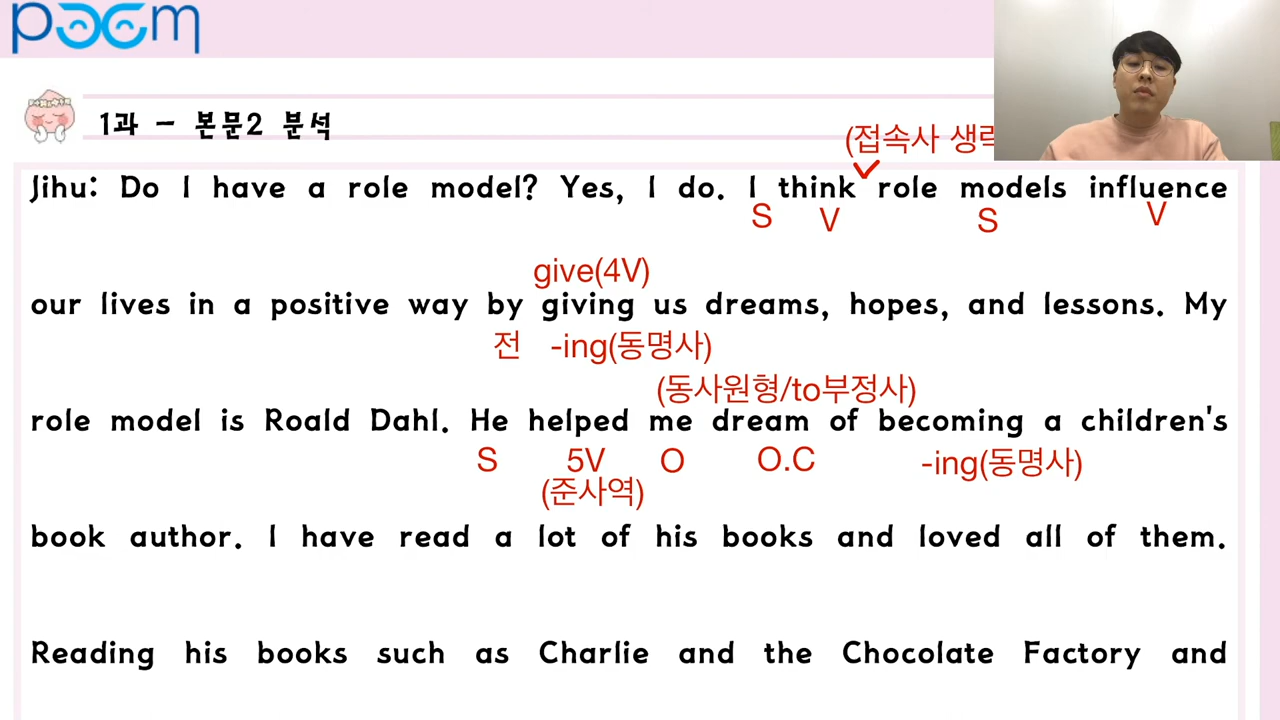 poem
1과 - 본문2 분석
(접속사 생략
Jihu: Do I have a role model? Yes, I do. I think role models influence
S V S V
give(4V)
our lives in a positive way by giving us dreams, hopes, and lessons. My
전 -ing(동명사)
(동사원형/to부정사)
role model is Roald Dahl. He helped me dream of becoming a children's
S 5V O O.C -ing(동명사)
(준사역)
book author. I have read a lot of his books and loved all of them.
Reading his books such as Charlie and the Chocolate Factory and